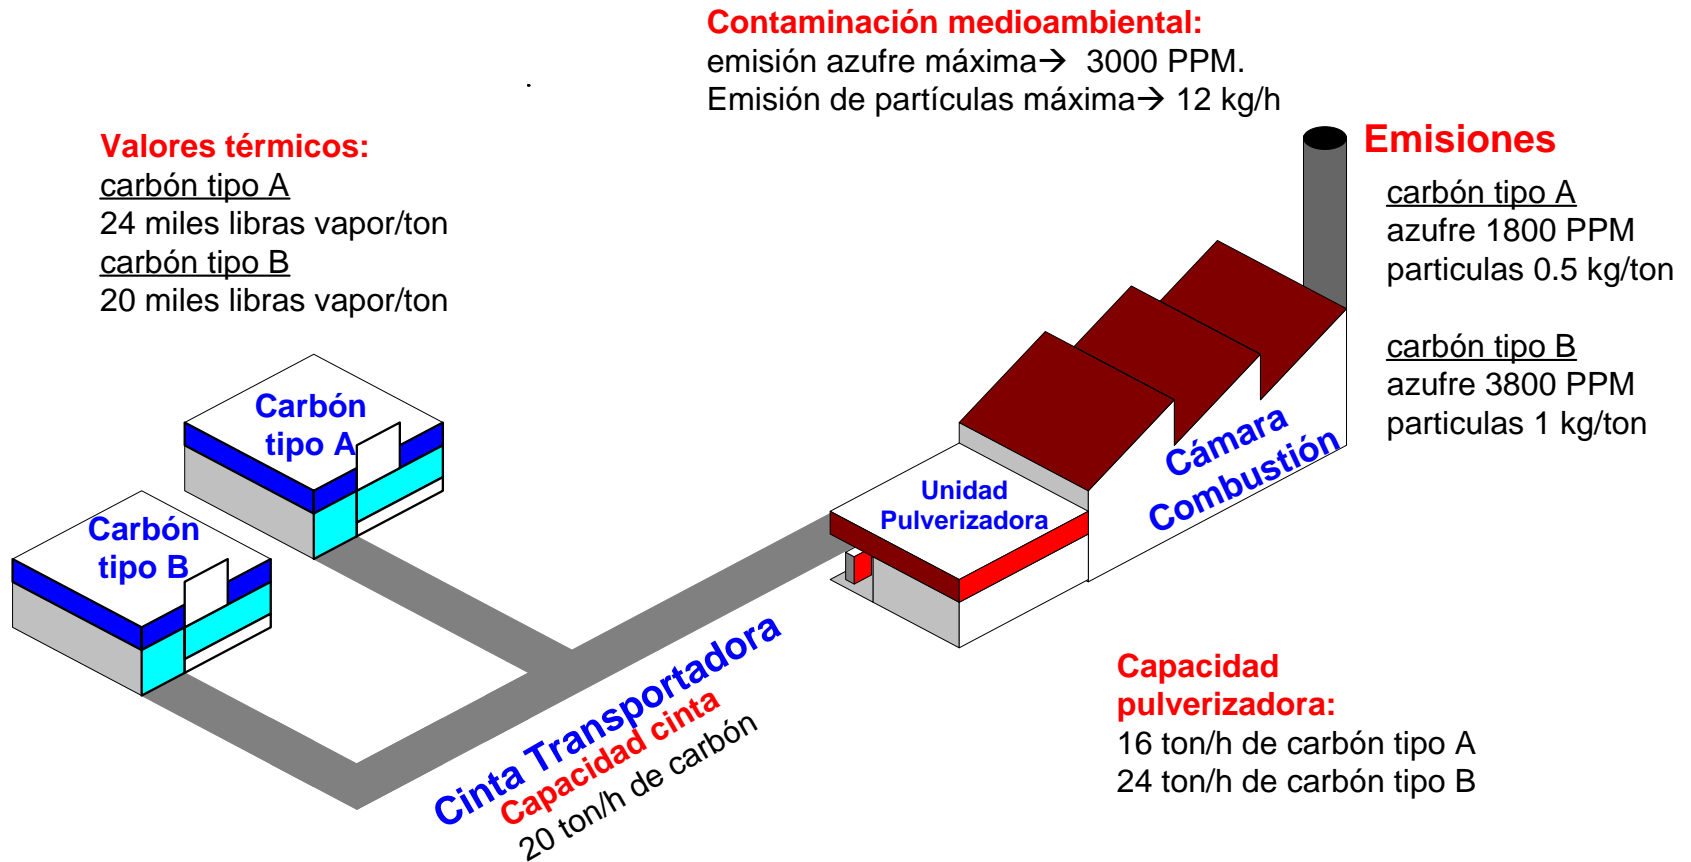 Contaminación medioambiental:
emisión azufre máxima→ 3000 PPM.
Emisión de partículas máxima→ 12 kg/h
Valores térmicos:
carbón tipo A
24 miles libras vapor/ton
carbón tipo B
20 miles libras vapor/ton
Emisiones
carbón tipo A
azufre 1800 PPM
particulas 0.5 kg/ton
carbón tipo B
azufre 3800 PPM
particulas 1 kg/ton
Carbón
tipo A
Carbón
tipo B
Cámara
Combustión
Unidad
Pulverizadora
Cinta Transportadora
Capacidad cinta
20 ton/h de carbón
Capacidad
pulverizadora:
16 ton/h de carbón tipo A
24 ton/h de carbón tipo B